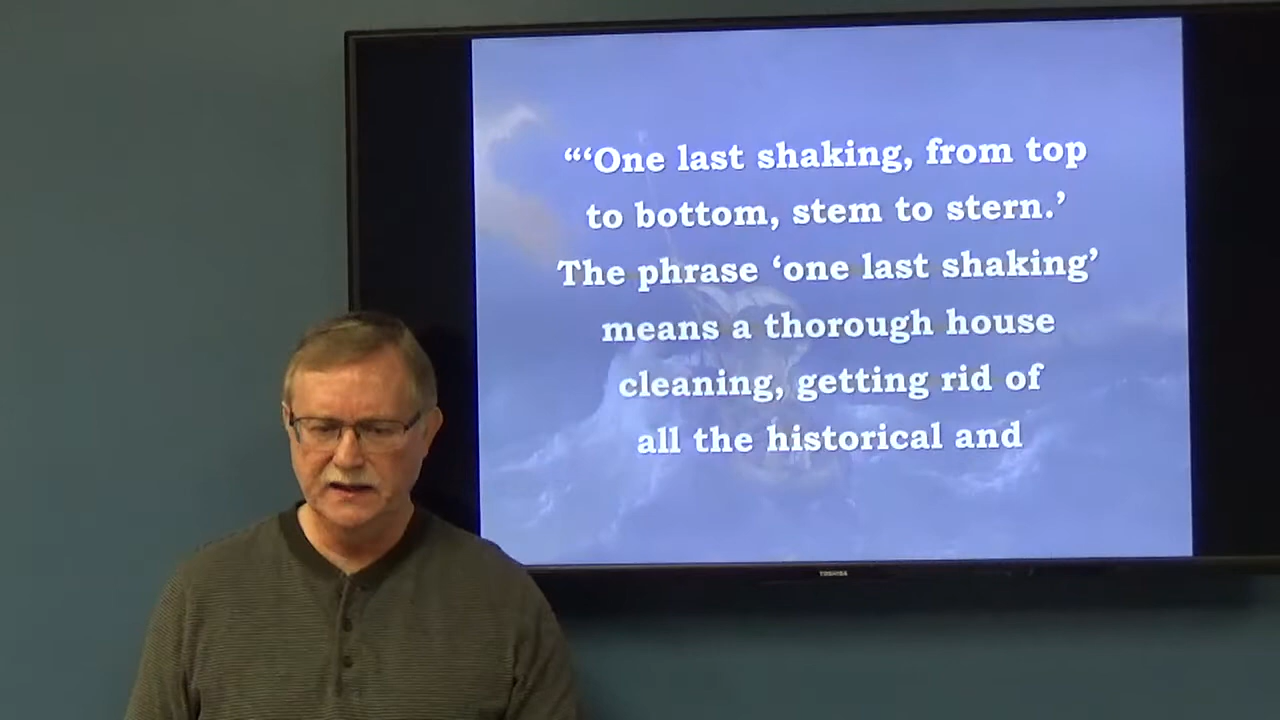 “‘One last shaking, from top
to bottom, stem to stern.’
The phrase ‘one last shaking’
means a thorough house
cleaning, getting rid of
all the historical and
TOSHIBA